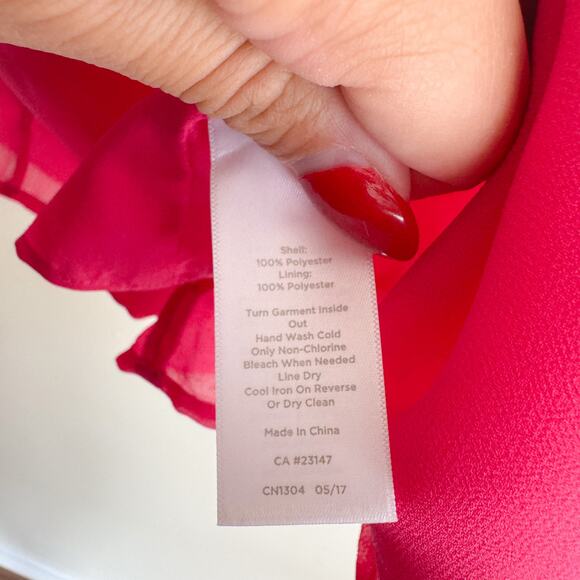 Shell:
100% Polyester
Lining:
100% Polyester
Turn Garment Inside
Out
Hand Wash Cold
Only Non-Chlorine
Bleach When Needed
Line Dry
Cool Iron On Reverse
Or Dry Clean
Made In China
CA #23147
CN1304 05/17